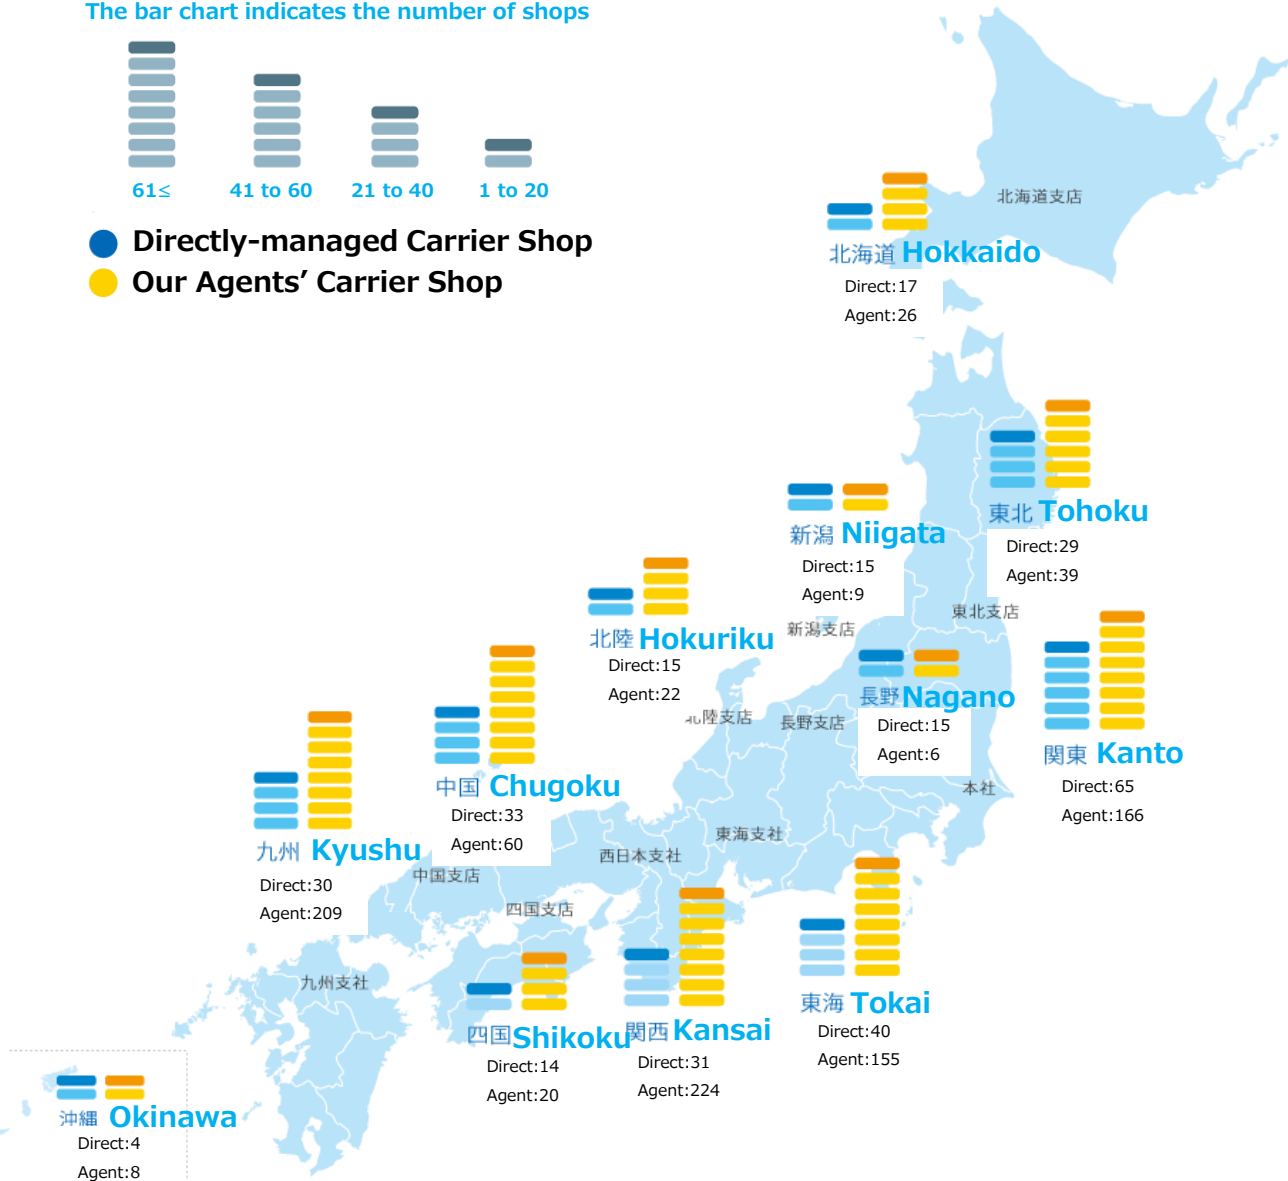 The bar chart indicates the number of shops
61≤
41 to 60
21 to 40
1 to 20
Directly-managed Carrier Shop
Our Agents’ Carrier Shop
北海道支店
北海道 Hokkaido
Direct:17
Agent:26
東北 Tohoku
Direct:29
Agent:39
東北支店
新潟 Niigata
Direct:15
Agent:9
新潟支店
北陸 Hokuriku
Direct:15
Agent:22
北陸支店
長野 Nagano
Direct:15
Agent:6
長野支店
関東 Kanto
Direct:65
Agent:166
本社
中国 Chugoku
Direct:33
Agent:60
中国支店
九州 Kyushu
Direct:30
Agent:209
九州支社
東海支社
西日本支社
四国支店
東海 Tokai
Direct:40
Agent:155
関西 Kansai
Direct:31
Agent:224
四国 Shikoku
Direct:14
Agent:20
沖縄 Okinawa
Direct:4
Agent:8